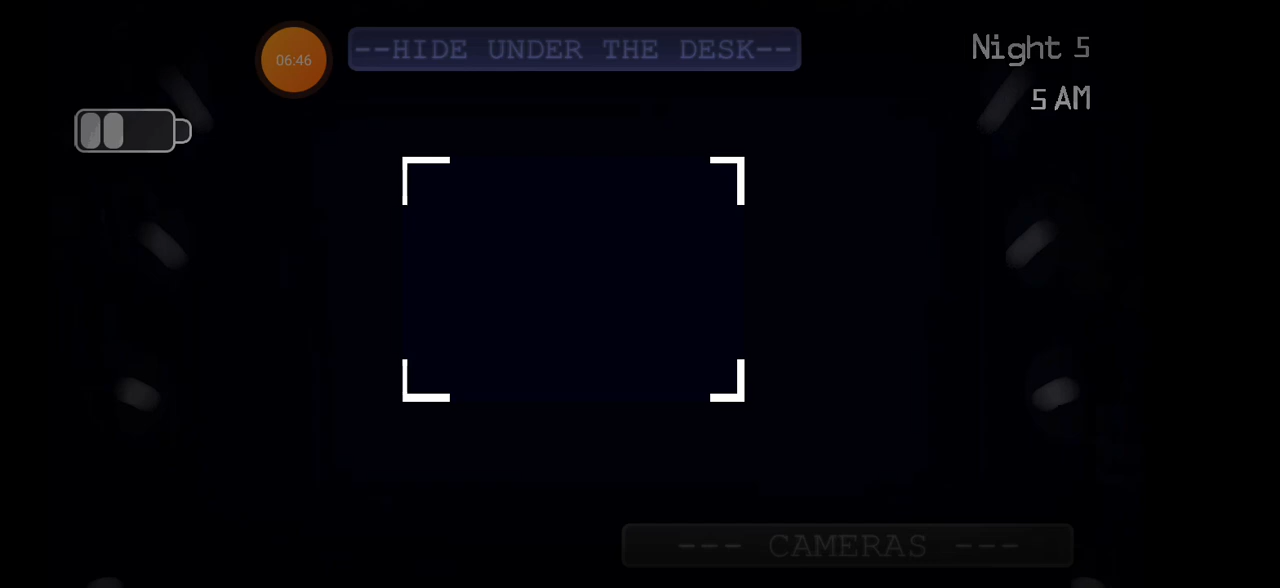 06:46
--HIDE UNDER THE DESK--
Night 5
5 AM
--- CAMERAS ---